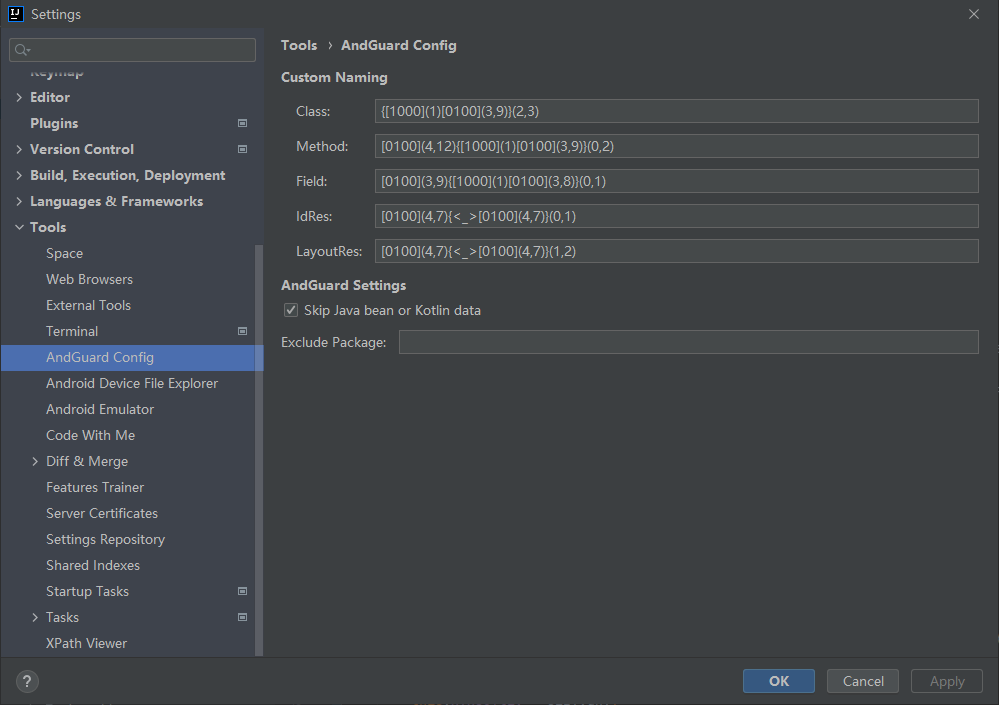 IJ
Settings
Keymap
Editor
Plugins
Version Control
Build, Execution, Deployment
Languages & Frameworks
Tools
Space
Web Browsers
External Tools
Terminal
AndGuard Config
Android Device File Explorer
Android Emulator
Code With Me
Diff & Merge
Features Trainer
Server Certificates
Settings Repository
Shared Indexes
Startup Tasks
Tasks
XPath Viewer
Tools › AndGuard Config
Custom Naming
Class: {[1000](1)[0100](3,9)}(2,3)
Method: [0100](4,12){[1000](1)[0100](3,9)}(0,2)
Field: [0100](3,9){[1000](1)[0100](3,8)}(0,1)
IdRes: [0100](4,7){<_>[0100](4,7)}(0,1)
LayoutRes: [0100](4,7){<_>[0100](4,7)}(1,2)
AndGuard Settings
Skip Java bean or Kotlin data
Exclude Package:
?
OK Cancel Apply